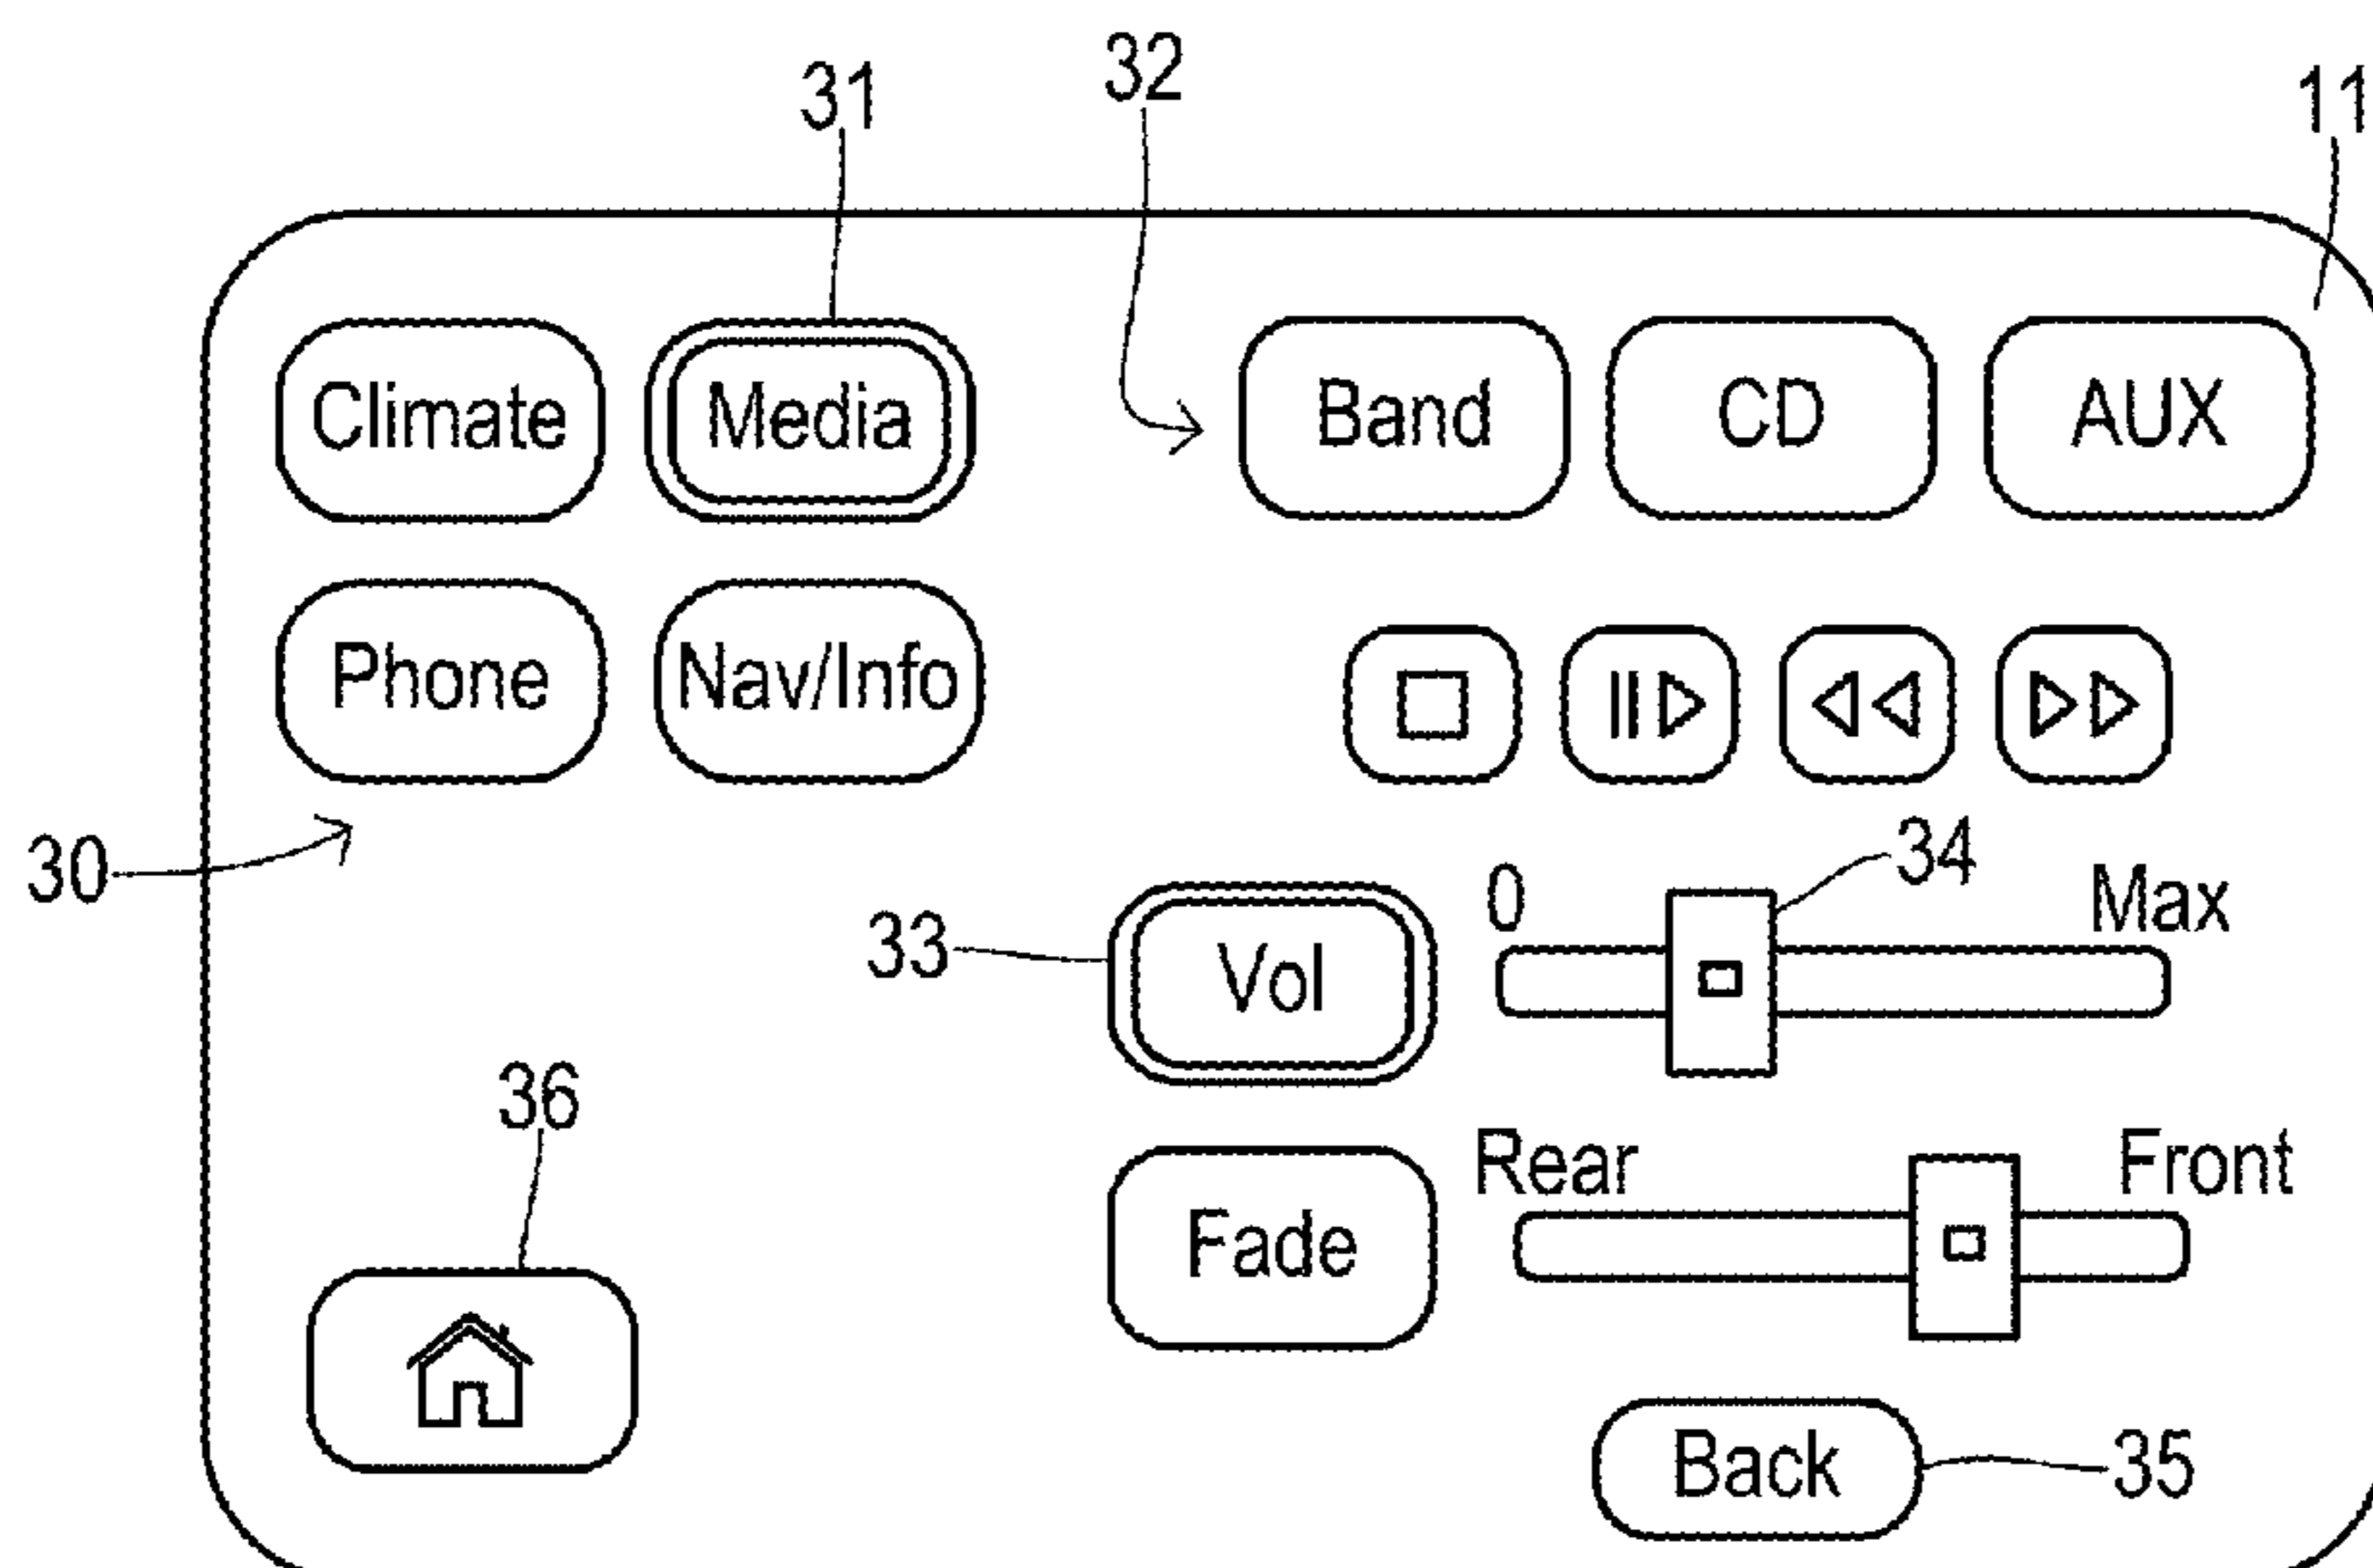 31 32 11
Climate Media Band CD AUX
Phone Nav/Info
30 34
33 Vol 0 Max
36 Fade Rear Front
Back 35